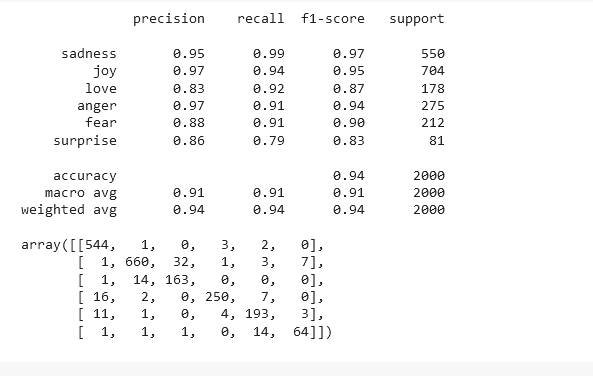 precision recall f1-score support
sadness 0.95 0.99 0.97 550
joy 0.97 0.94 0.95 704
love 0.83 0.92 0.87 178
anger 0.97 0.91 0.94 275
fear 0.88 0.91 0.90 212
surprise 0.86 0.79 0.83 81
accuracy 0.94 2000
macro avg 0.91 0.91 0.91 2000
weighted avg 0.94 0.94 0.94 2000
array([[544, 1, 0, 3, 2, 0],
[ 1, 660, 32, 1, 3, 7],
[ 1, 14, 163, 0, 0, 0],
[ 16, 2, 0, 250, 7, 0],
[ 11, 1, 0, 4, 193, 3],
[ 1, 1, 1, 0, 14, 64]])